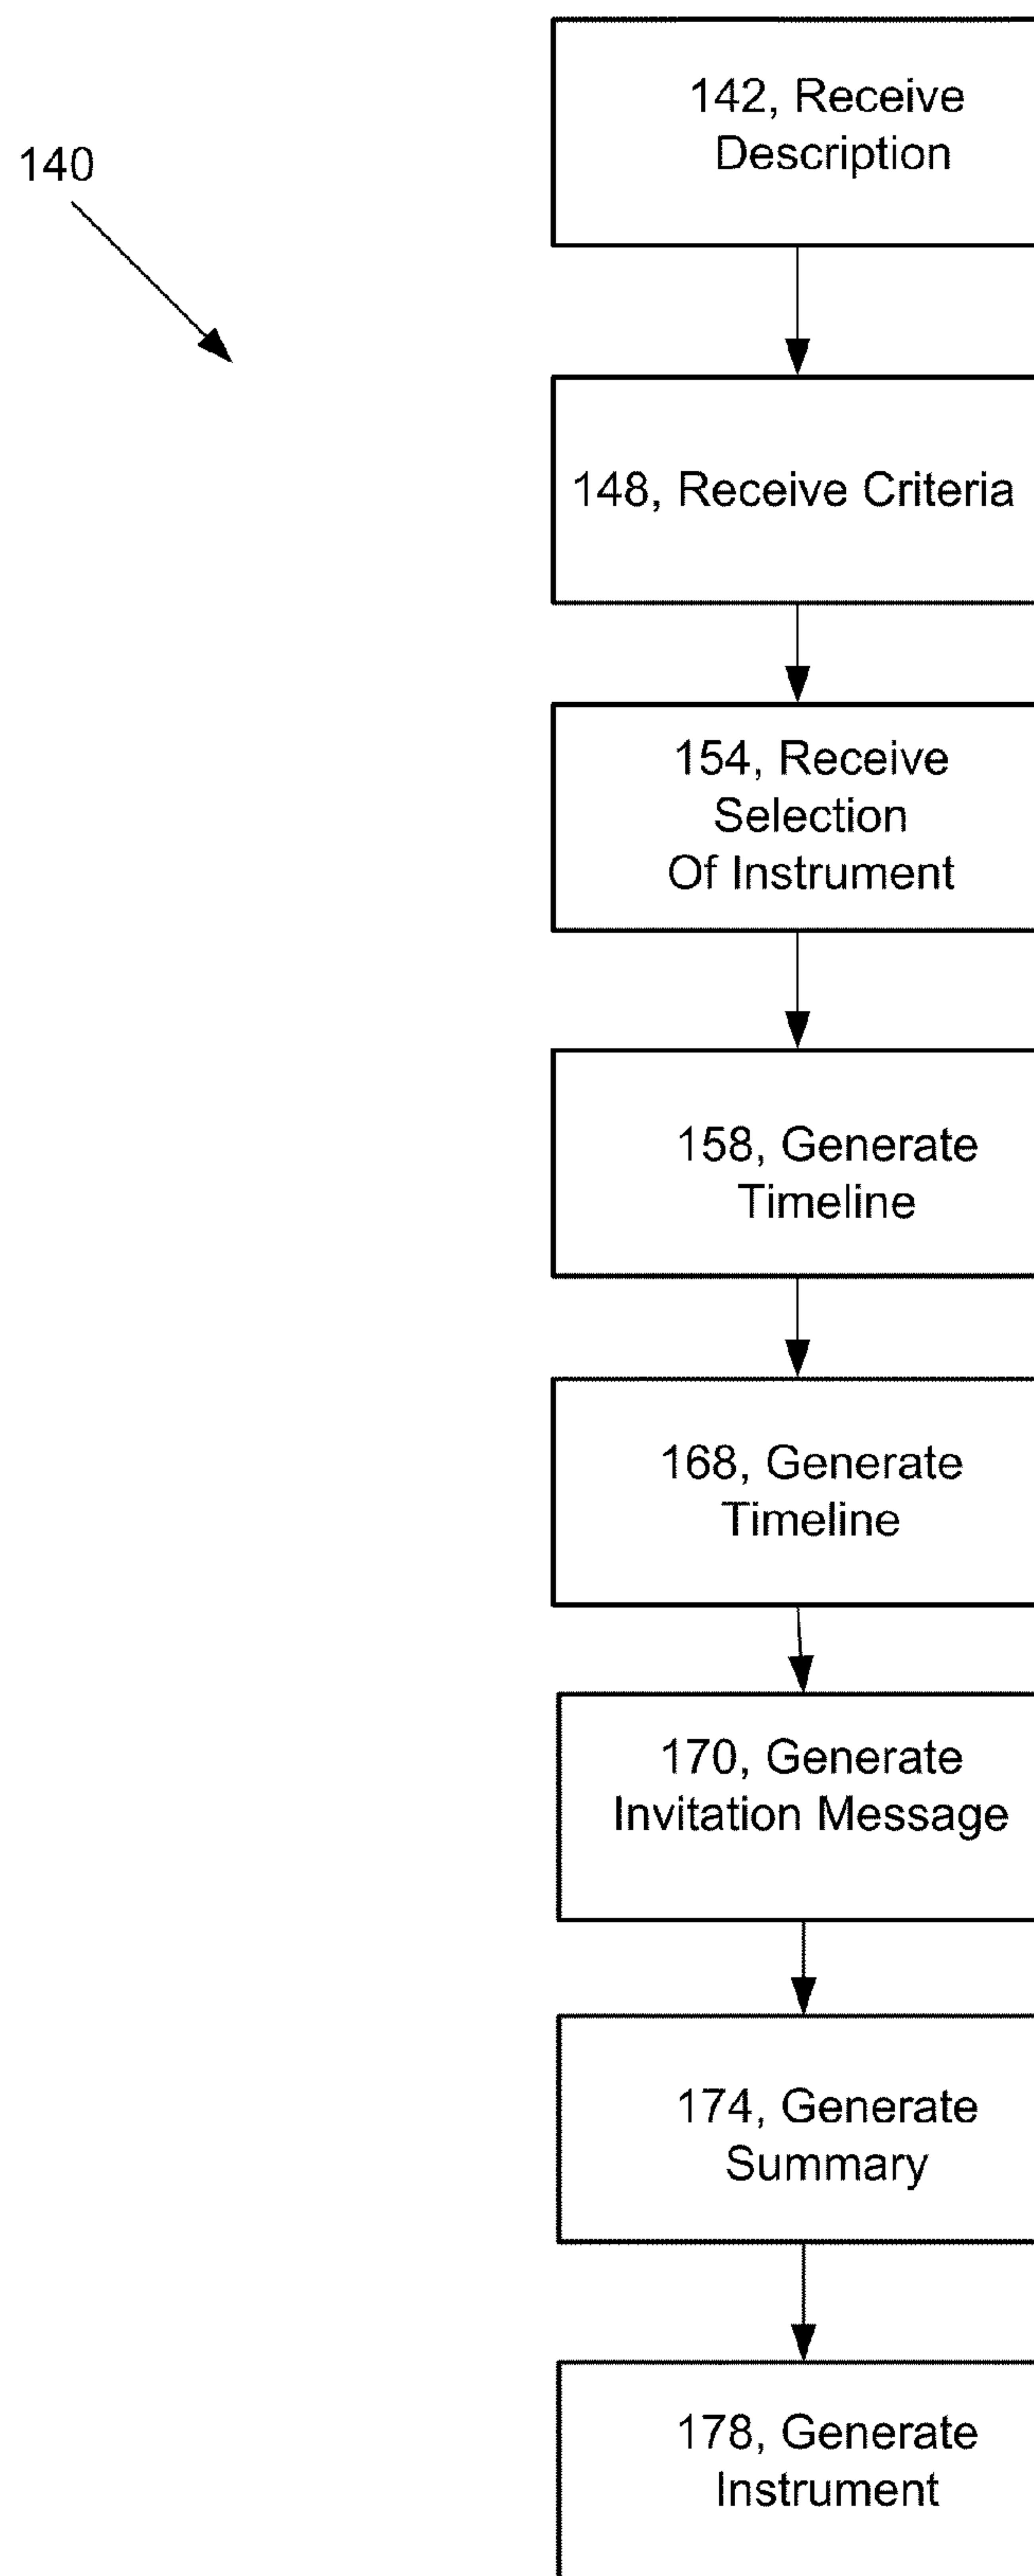 142, Receive
Description
140
148, Receive Criteria
154, Receive
Selection
Of Instrument
158, Generate
Timeline
168, Generate
Timeline
170, Generate
Invitation Message
174, Generate
Summary
178, Generate
Instrument